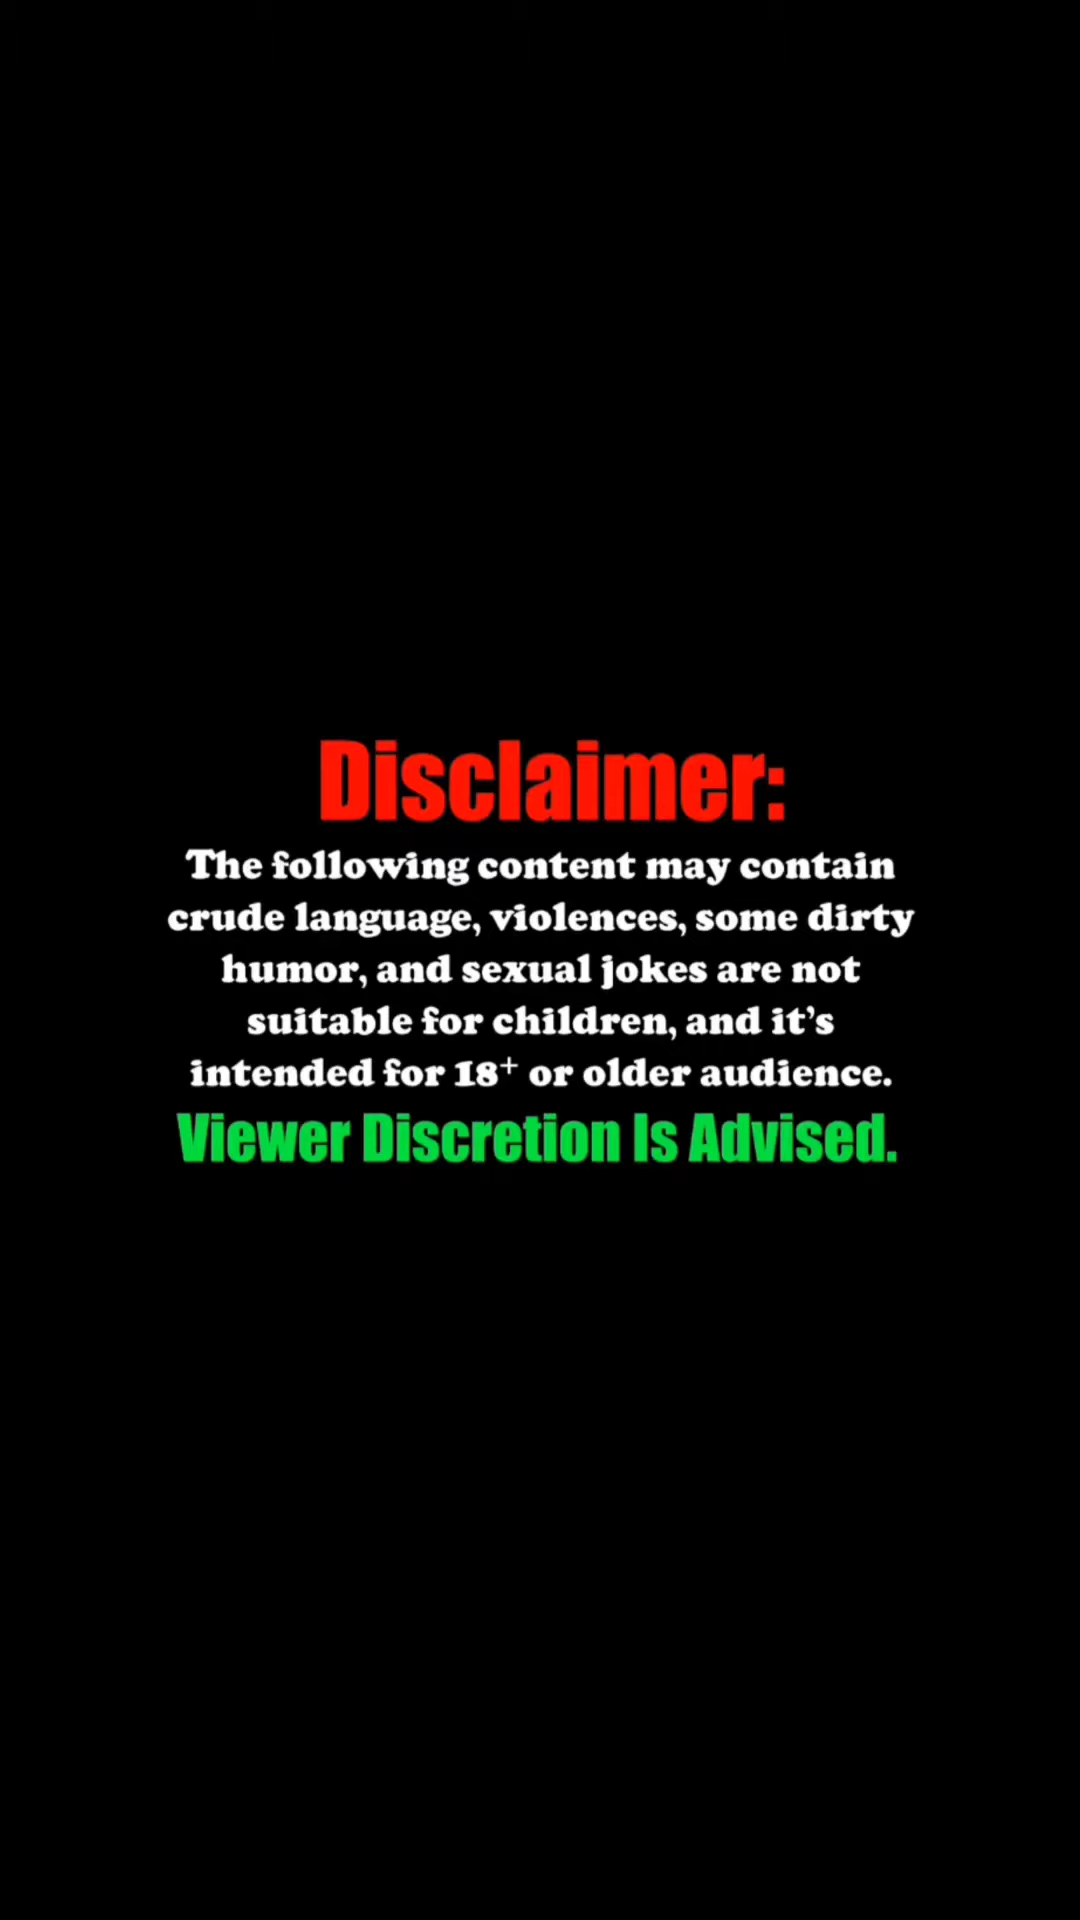 Disclaimer:
The following content may contain
crude language, violences, some dirty
humor, and sexual jokes are not
suitable for children, and it’s
intended for 18+ or older audience.
Viewer Discretion Is Advised.